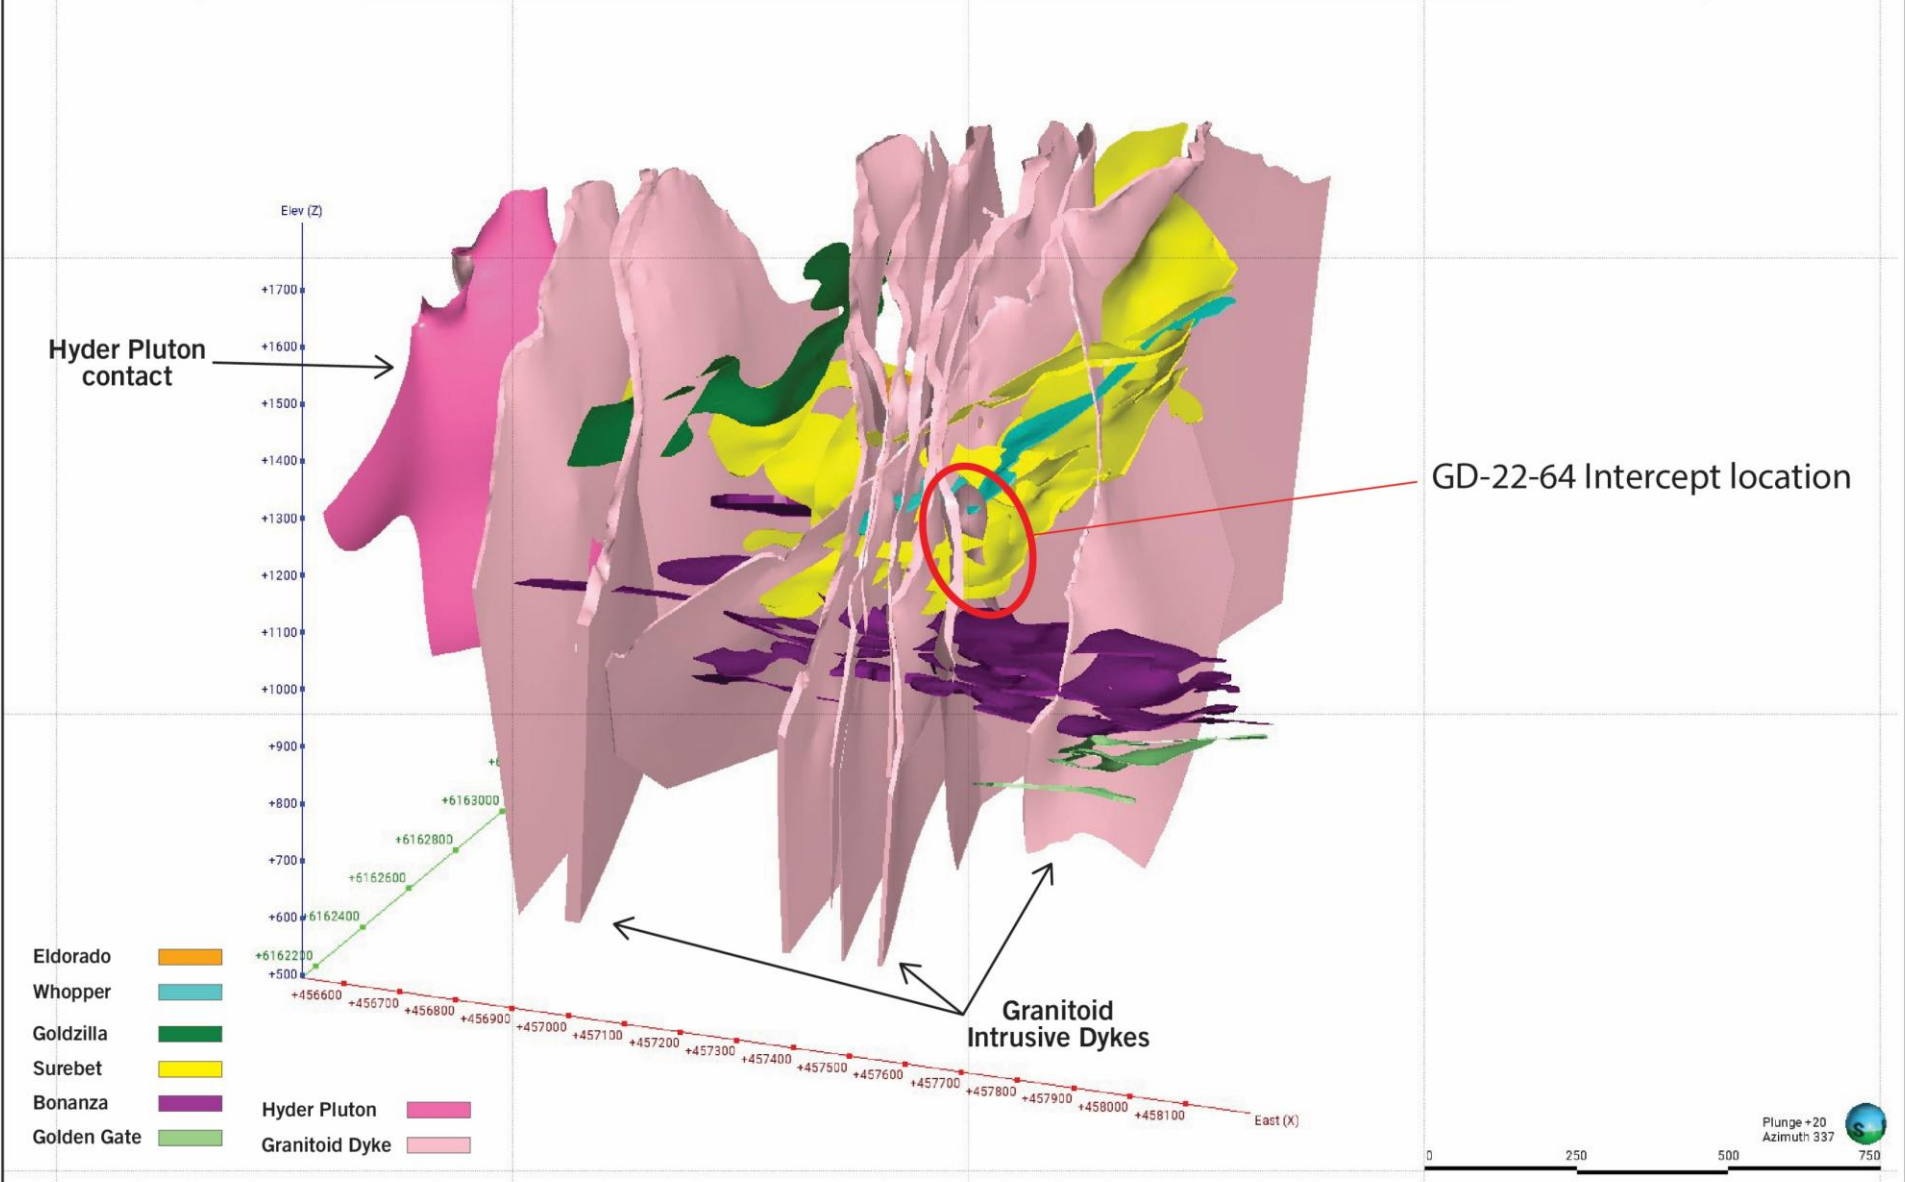 Elev (Z)
+1700
+1600
+1500
+1400
+1300
+1200
+1100
+1000
+900
+800
+700
+600
+500
Hyder Pluton
contact
GD-22-64 Intercept location
+6163000
+6162800
+6162600
+6162400
+6162200
+456600
+456700
+456800
+456900
+457000
+457100
+457200
+457300
+457400
+457500
+457600
+457700
+457800
+457900
+458000
+458100
East (X)
Granitoid
Intrusive Dykes
Eldorado
Whopper
Goldzilla
Surebet
Bonanza
Golden Gate
Hyder Pluton
Granitoid Dyke
Plunge +20
Azimuth 337
S
0
250
500
750